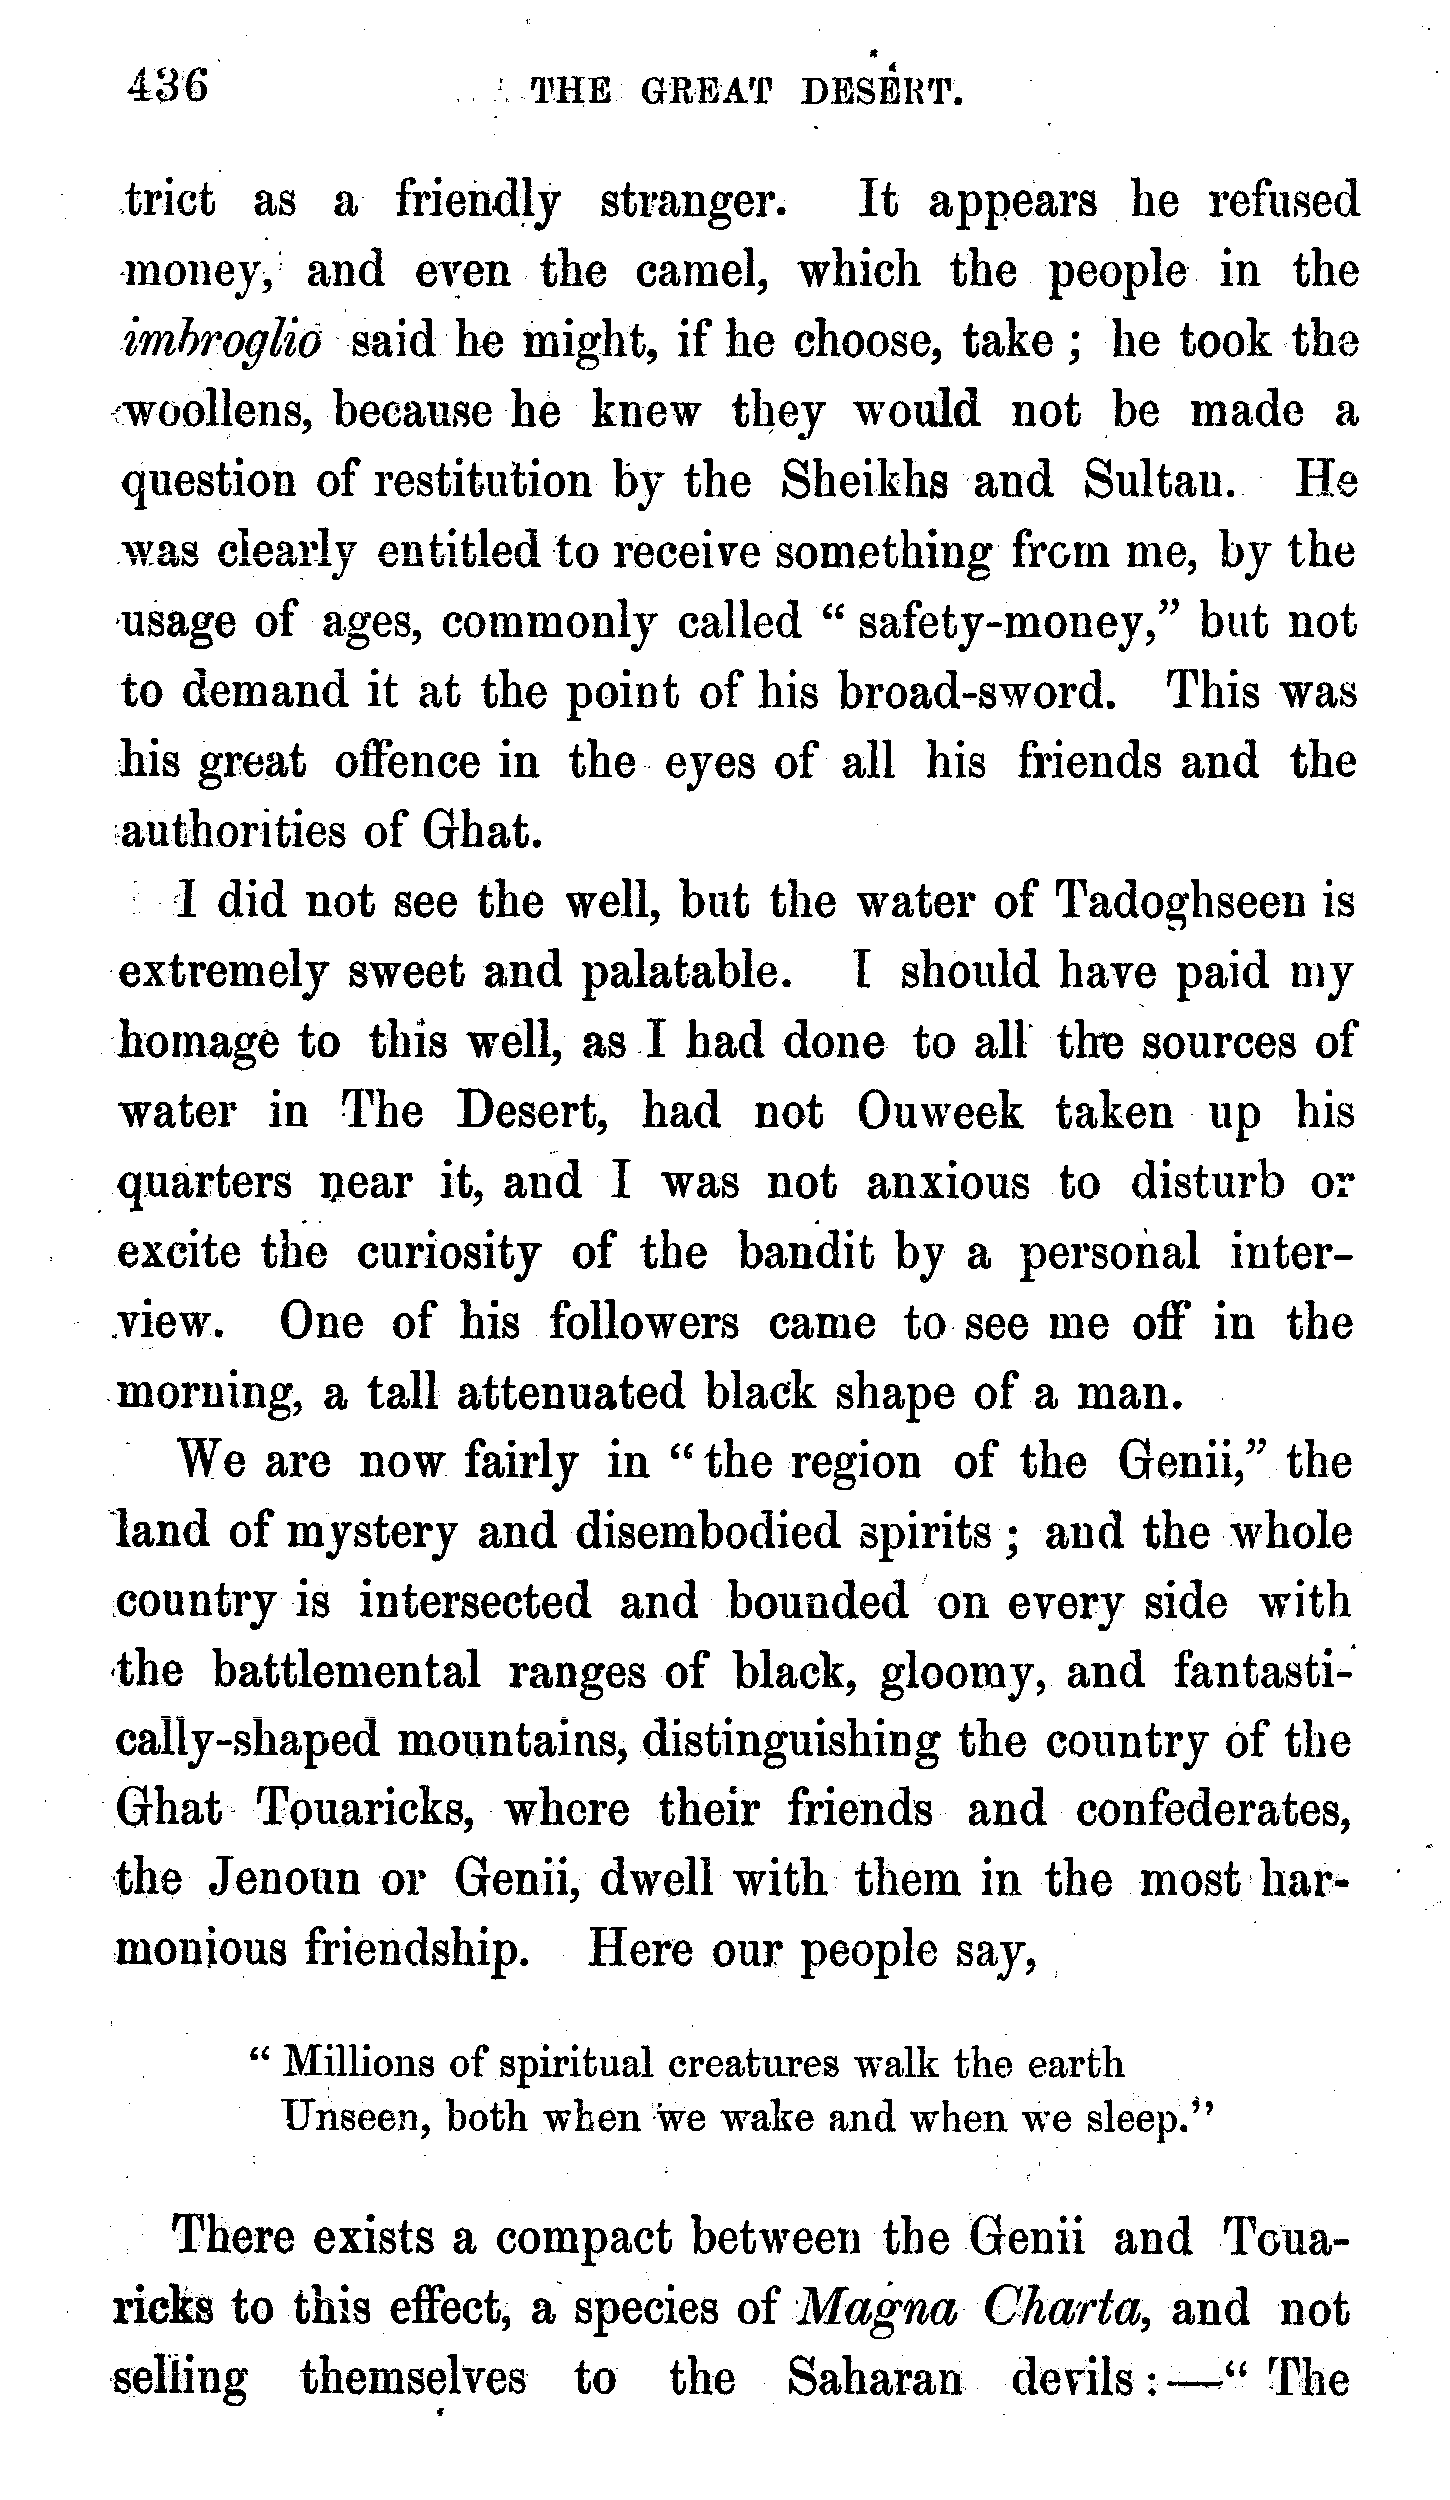 436 THE GREAT DESERT.
trict as a friendly stranger. It appears he refused
money, and even the camel, which the people in the
imbroglio said he might, if he choose, take ; he took the
woollens, because he knew they would not be made a
question of restitution by the Sheikhs and Sultan. He
was clearly entitled to receive something from me, by the
usage of ages, commonly called “ safety-money,” but not
to demand it at the point of his broad-sword. This was
his great offence in the eyes of all his friends and the
authorities of Ghat.
I did not see the well, but the water of Tadoghseen is
extremely sweet and palatable. I should have paid my
homage to this well, as I had done to all the sources of
water in The Desert, had not Ouweek taken up his
quarters near it, and I was not anxious to disturb or
excite the curiosity of the bandit by a personal inter-
view. One of his followers came to see me off in the
morning, a tall attenuated black shape of a man.
We are now fairly in “ the region of the Genii,” the
land of mystery and disembodied spirits ; and the whole
country is intersected and bounded on every side with
the battlemental ranges of black, gloomy, and fantasti-
cally-shaped mountains, distinguishing the country of the
Ghat Touaricks, where their friends and confederates,
the Jenoun or Genii, dwell with them in the most har-
monious friendship. Here our people say,
“ Millions of spiritual creatures walk the earth
Unseen, both when we wake and when we sleep.”
There exists a compact between the Genii and Toua-
ricks to this effect, a species of Magna Charta, and not
selling themselves to the Saharan devils :—“ The